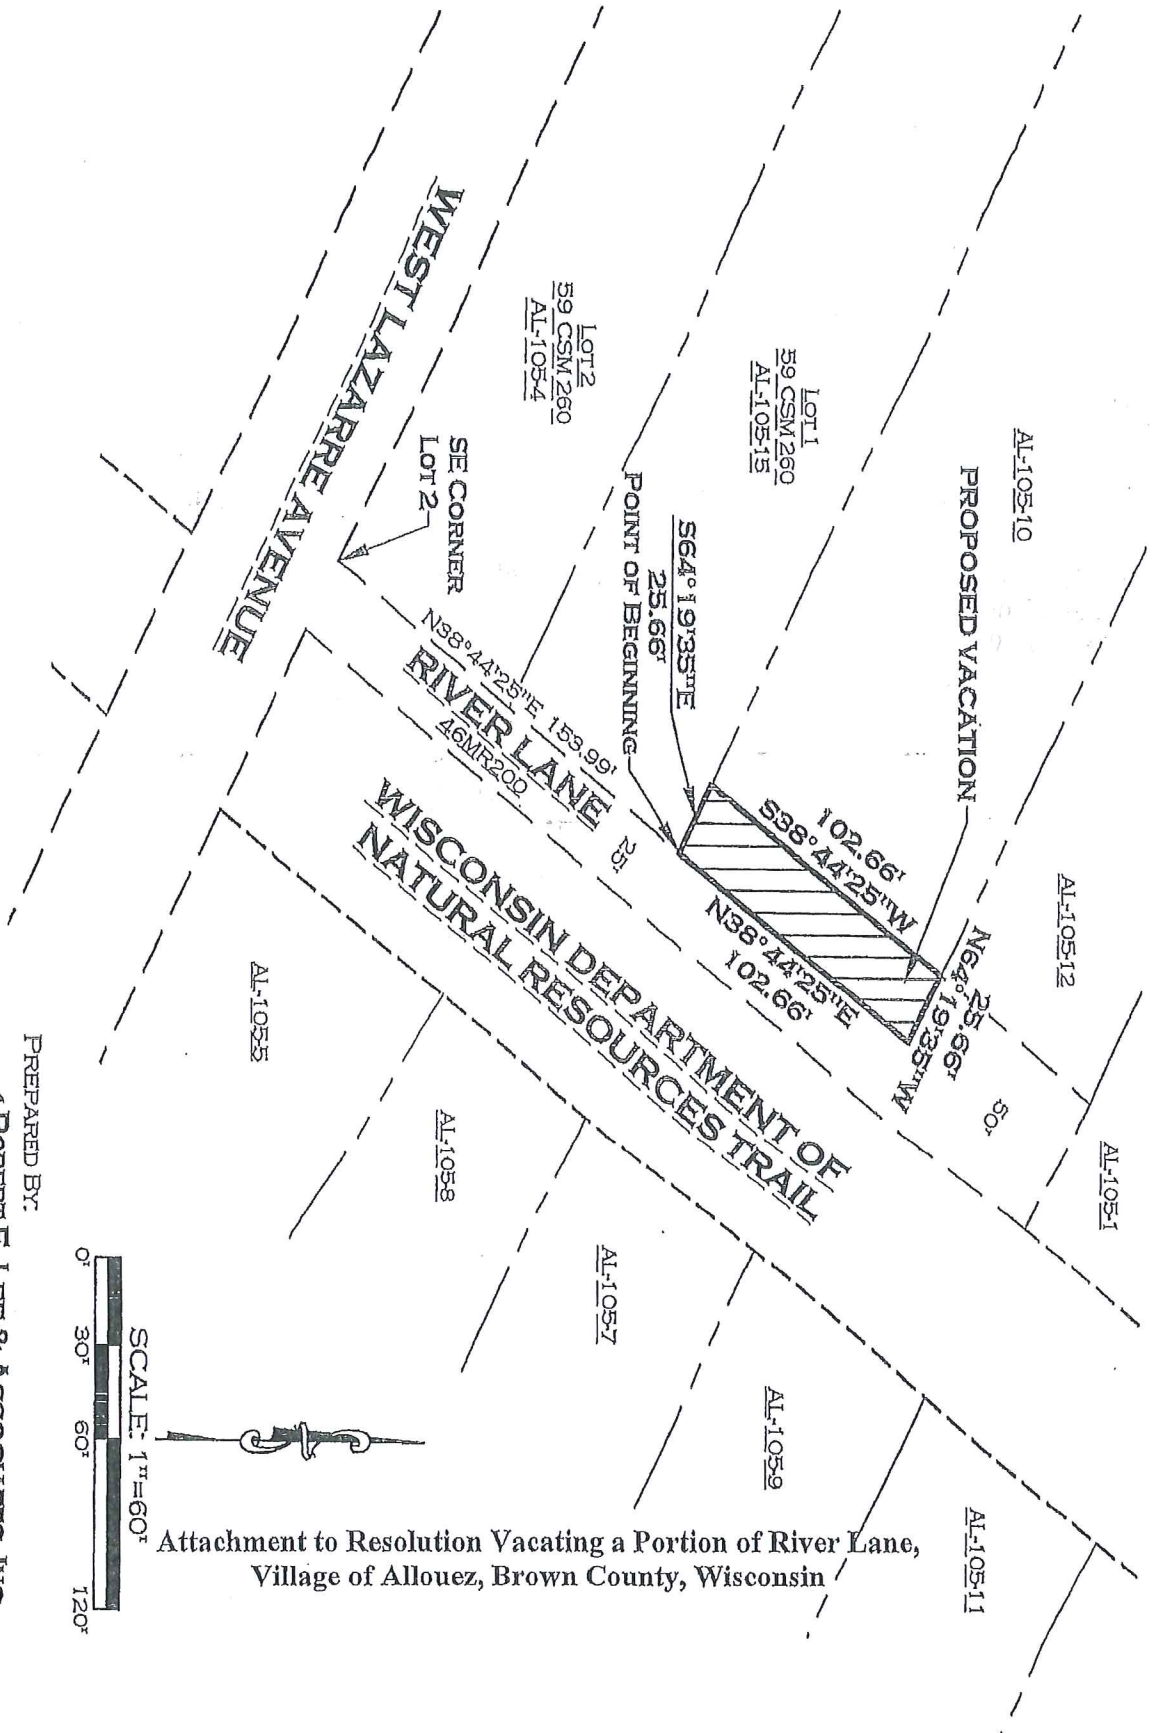 AL-105-10
PROPOSED VACATION
AL-105-12
AL-105-1
LOT 1
59 CSM 260
AL-105-15
LOT 2
59 CSM 260
AL-105-4
102.66'
S38°44'25"W
25.66'
N64°19'35"W
50'
S64°19'35"E
25.66'
POINT OF BEGINNING
N38°44'25"E
102.66'
SE CORNER
LOT 2
N38°44'25"E 153.99'
RIVER LANE
46MR200
25'
WEST LAZARRE AVENUE
WISCONSIN DEPARTMENT OF
NATURAL RESOURCES TRAIL
AL-105-5
AL-105-8
AL-105-7
AL-105-9
AL-105-11
SCALE: 1"=60'
0' 30' 60' 120'
PREPARED BY:
ROBERT E. LEE & ASSOCIATES, INC.
Attachment to Resolution Vacating a Portion of River Lane,
Village of Allouez, Brown County, Wisconsin